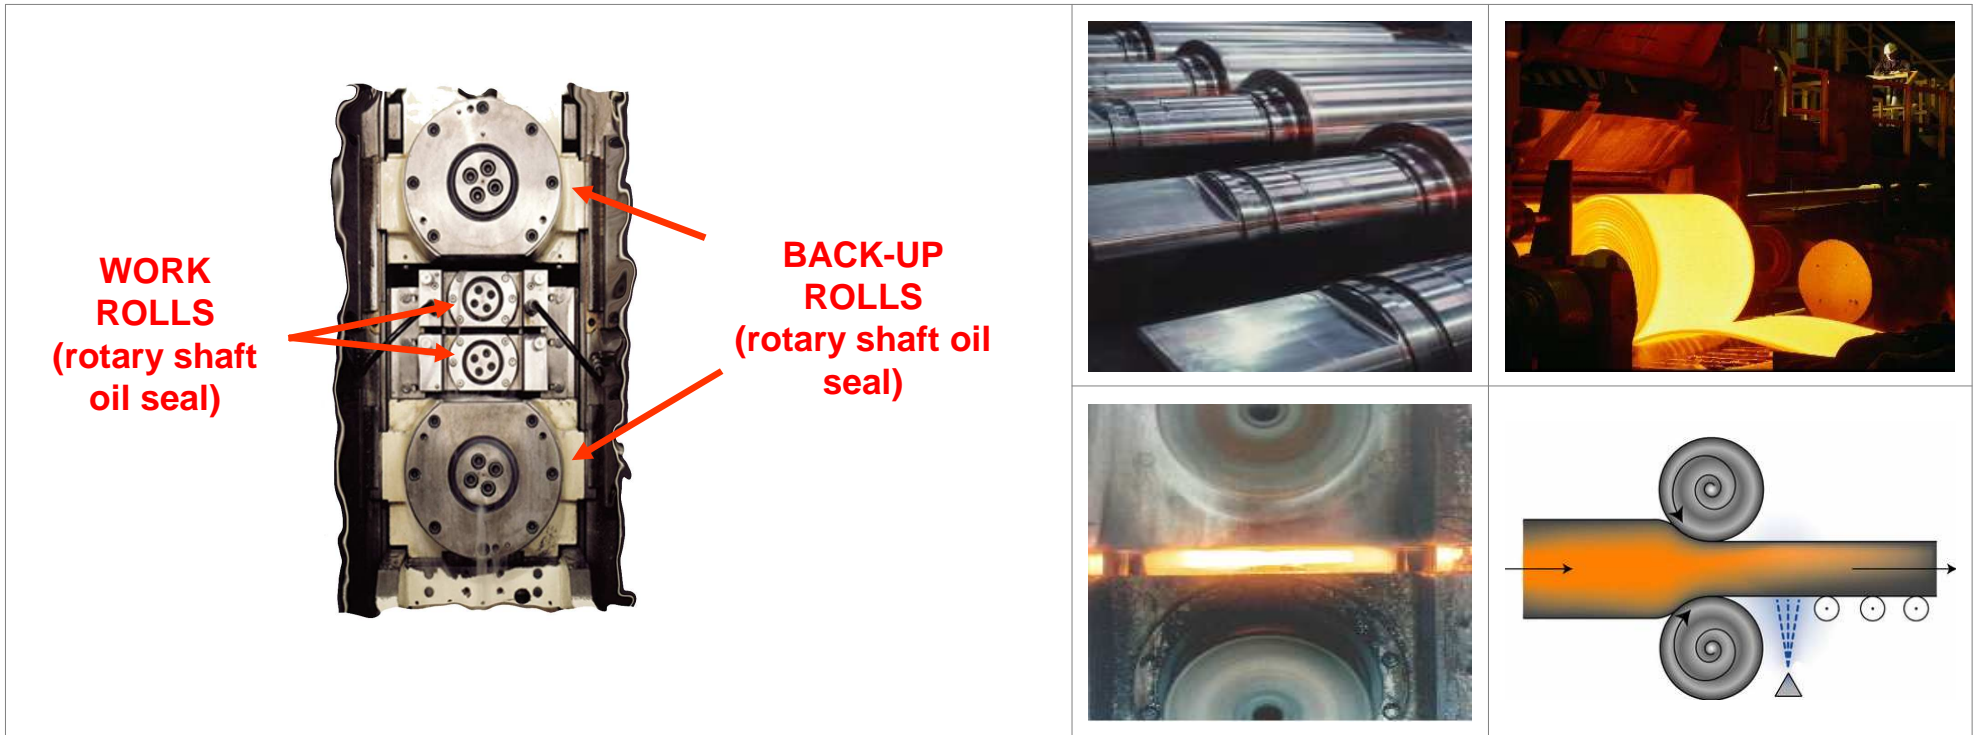 WORK
ROLLS
(rotary shaft
oil seal)
BACK-UP
ROLLS
(rotary shaft oil
seal)